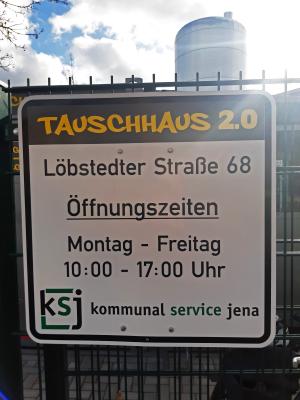 TAUSCHHAUS 2.0
Löbstedter Straße 68
Öffnungszeiten
Montag - Freitag
10:00 - 17:00 Uhr
ksj kommunal service jena